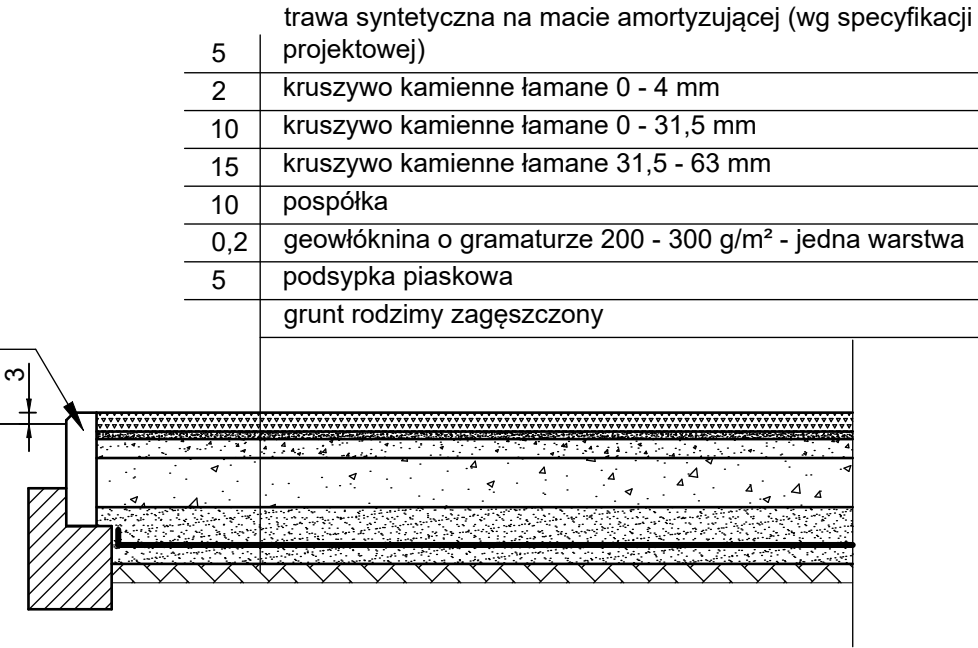 trawa syntetyczna na macie amortyzującej (wg specyfikacji
5 projektowej)
2 kruszywo kamienne łamane 0 - 4 mm
10 kruszywo kamienne łamane 0 - 31,5 mm
15 kruszywo kamienne łamane 31,5 - 63 mm
10 pospółka
0,2 geowłóknina o gramaturze 200 - 300 g/m² - jedna warstwa
5 podsypka piaskowa
grunt rodzimy zagęszczony
3